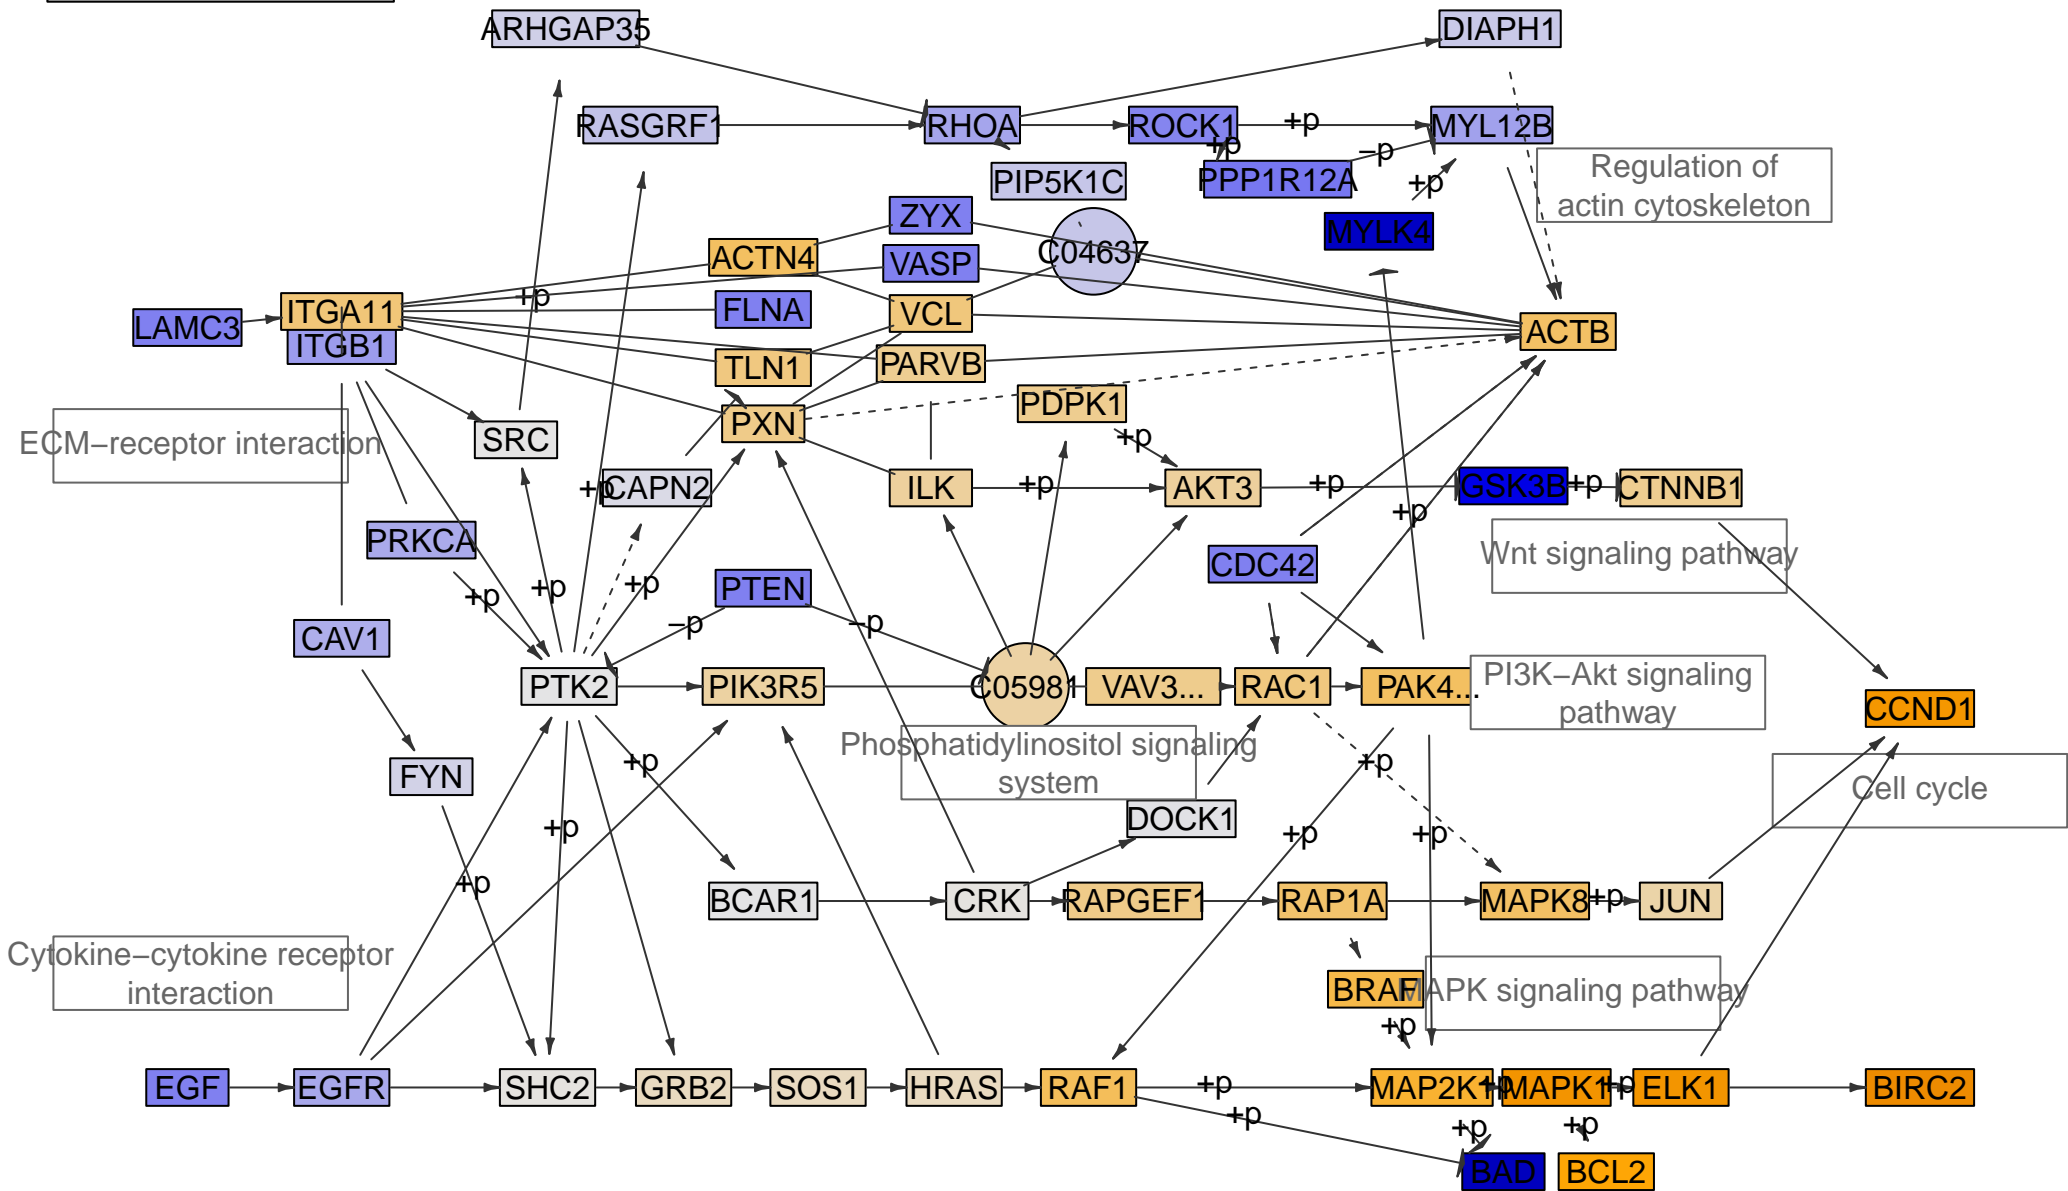 ARHGAP35
DIAPH1
RASGRF1
RHOA
ROCK1
+p
MYL12B
+p
−p
PIP5K1C
PPP1R12A
+p
Regulation of
actin cytoskeleton
ZYX
MYLK4
ACTN4
VASP
C04637
+p
ITGA11
FLNA
VCL
LAMC3
ITGB1
ACTB
TLN1
PARVB
PDPK1
PXN
+p
ECM−receptor interaction
SRC
+p
CAPN2
ILK
+p
AKT3
+p
GSK3B
+p
CTNNB1
+p
PRKCA
Wnt signaling pathway
CDC42
+p
+p
+p
PTEN
−p
−p
CAV1
PTK2
PIK3R5
C05981
VAV3...
RAC1
PAK4...
PI3K−Akt signaling
pathway
CCND1
Phosphatidylinositol signaling
system
+p
+p
FYN
Cell cycle
DOCK1
+p
+p
+p
+p
BCAR1
CRK
RAPGEF1
RAP1A
MAPK8
+p
JUN
Cytokine−cytokine receptor
interaction
BRAF
MAPK signaling pathway
+p
EGF
EGFR
SHC2
GRB2
SOS1
HRAS
RAF1
+p
MAP2K1
+p
MAPK1
+p
ELK1
BIRC2
+p
+p
+p
BAD
BCL2